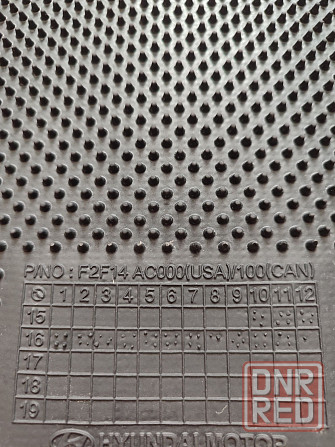 P/NO : F2F14 AC000(USA)/100(CAN)
1 2 3 4 5 6 7 8 9 10 11 12
15
16
17
18
19
DNR
RED
HYUNDAI MOTOR